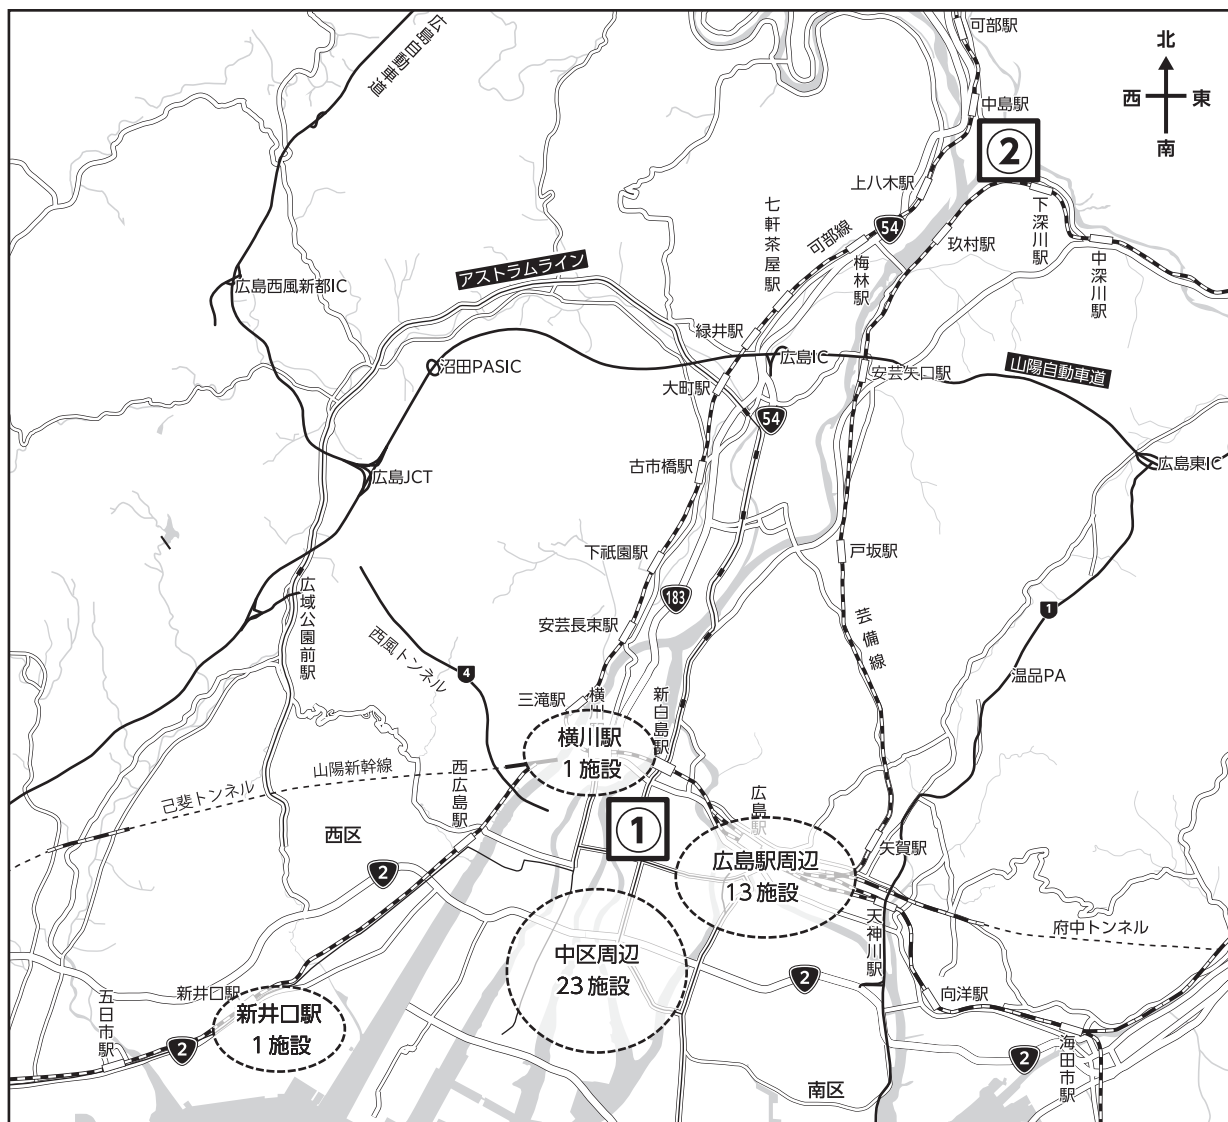 広島自動車道
可部駅
北
西 東
南
中島駅
②
上八木駅
下深川駅
中深川駅
玖村駅
七軒茶屋駅
可部線
54
梅林駅
アストラムライン
広島西風新都IC
緑井駅
広島IC
沼田PASIC
大町駅
安芸矢口駅
山陽自動車道
54
古市橋駅
広島JCT
広島東IC
下祇園駅
戸坂駅
広域公園前駅
183
1
安芸長束駅
芸備線
西風トンネル
4
温品PA
三滝駅
横川
新白島駅
横川駅
1施設
山陽新幹線
己斐トンネル
西広島駅
広島駅
①
西区
2
広島駅周辺
13施設
矢賀駅
天神川駅
府中トンネル
中区周辺
23施設
2
新井口駅
向洋駅
五日市駅
新井口駅
1施設
2
海田市駅
2
南区